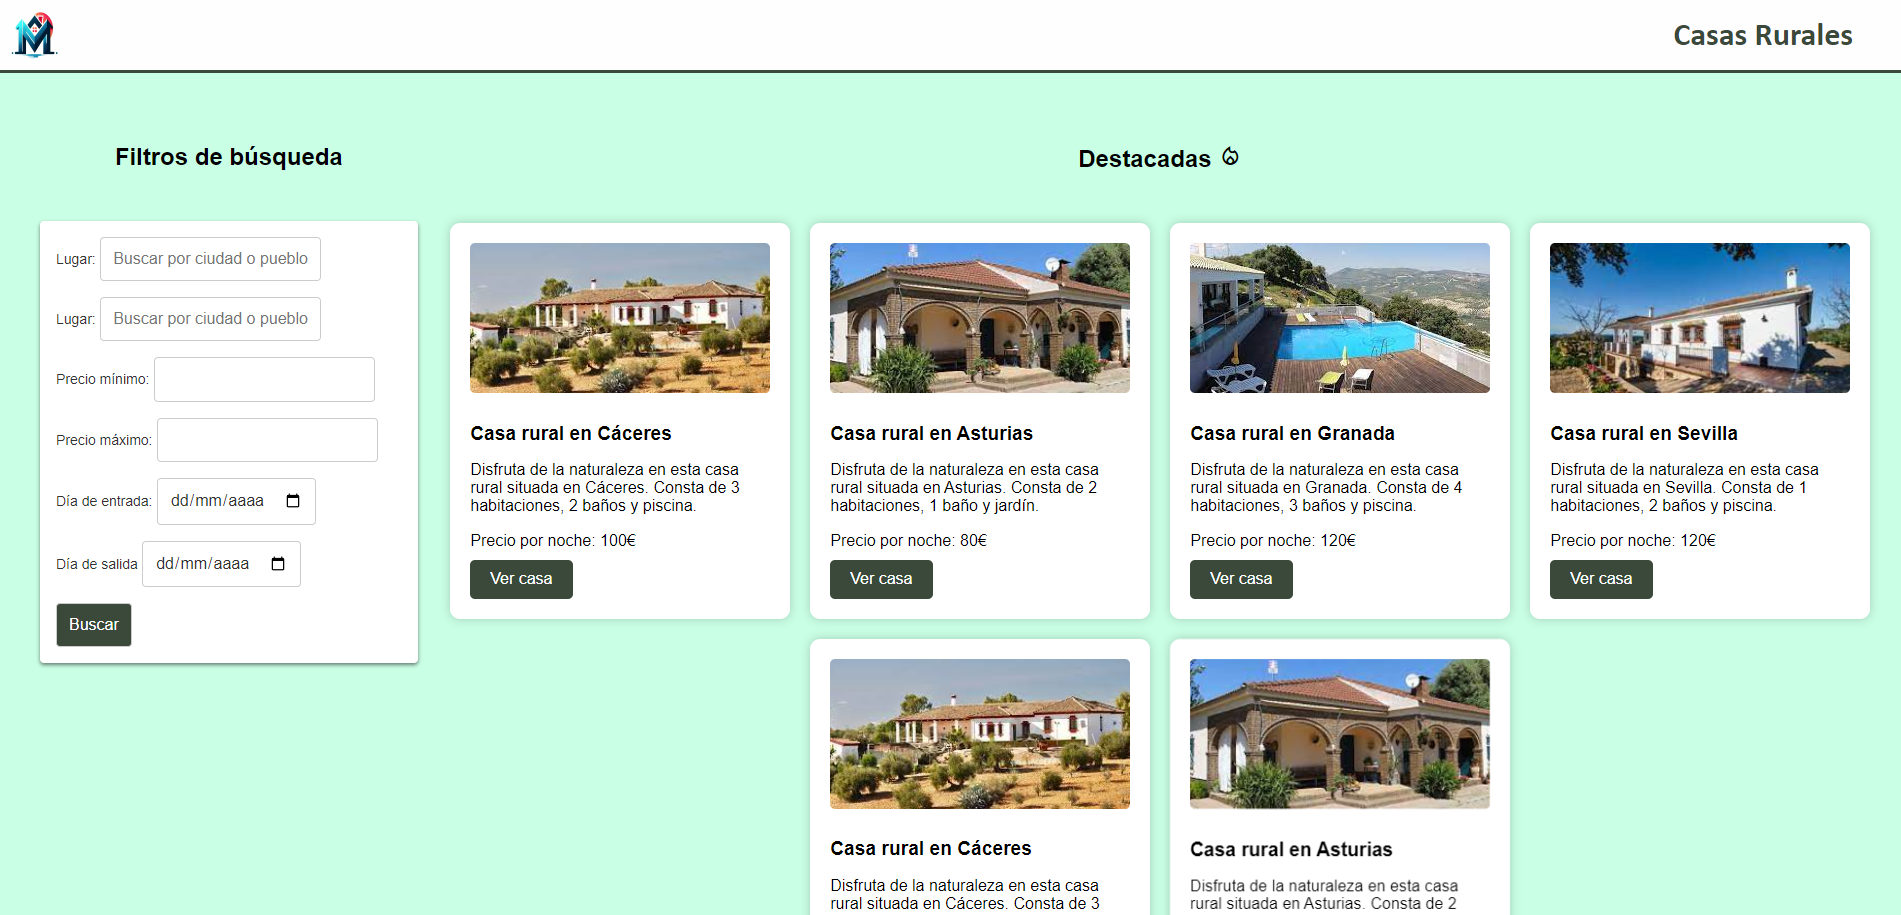 Casas Rurales
Filtros de búsqueda
Lugar: Buscar por ciudad o pueblo
Lugar: Buscar por ciudad o pueblo
Precio mínimo:
Precio máximo:
Día de entrada: dd/mm/aaaa
Día de salida dd/mm/aaaa
Buscar
Destacadas
Casa rural en Cáceres
Disfruta de la naturaleza en esta casa
rural situada en Cáceres. Consta de 3
habitaciones, 2 baños y piscina.
Precio por noche: 100€
Ver casa
Casa rural en Asturias
Disfruta de la naturaleza en esta casa
rural situada en Asturias. Consta de 2
habitaciones, 1 baño y jardín.
Precio por noche: 80€
Ver casa
Casa rural en Granada
Disfruta de la naturaleza en esta casa
rural situada en Granada. Consta de 4
habitaciones, 3 baños y piscina.
Precio por noche: 120€
Ver casa
Casa rural en Sevilla
Disfruta de la naturaleza en esta casa
rural situada en Sevilla. Consta de 1
habitaciones, 2 baños y piscina.
Precio por noche: 120€
Ver casa
Casa rural en Cáceres
Disfruta de la naturaleza en esta casa
rural situada en Cáceres. Consta de 3
Casa rural en Asturias
Disfruta de la naturaleza en esta casa
rural situada en Asturias. Consta de 2